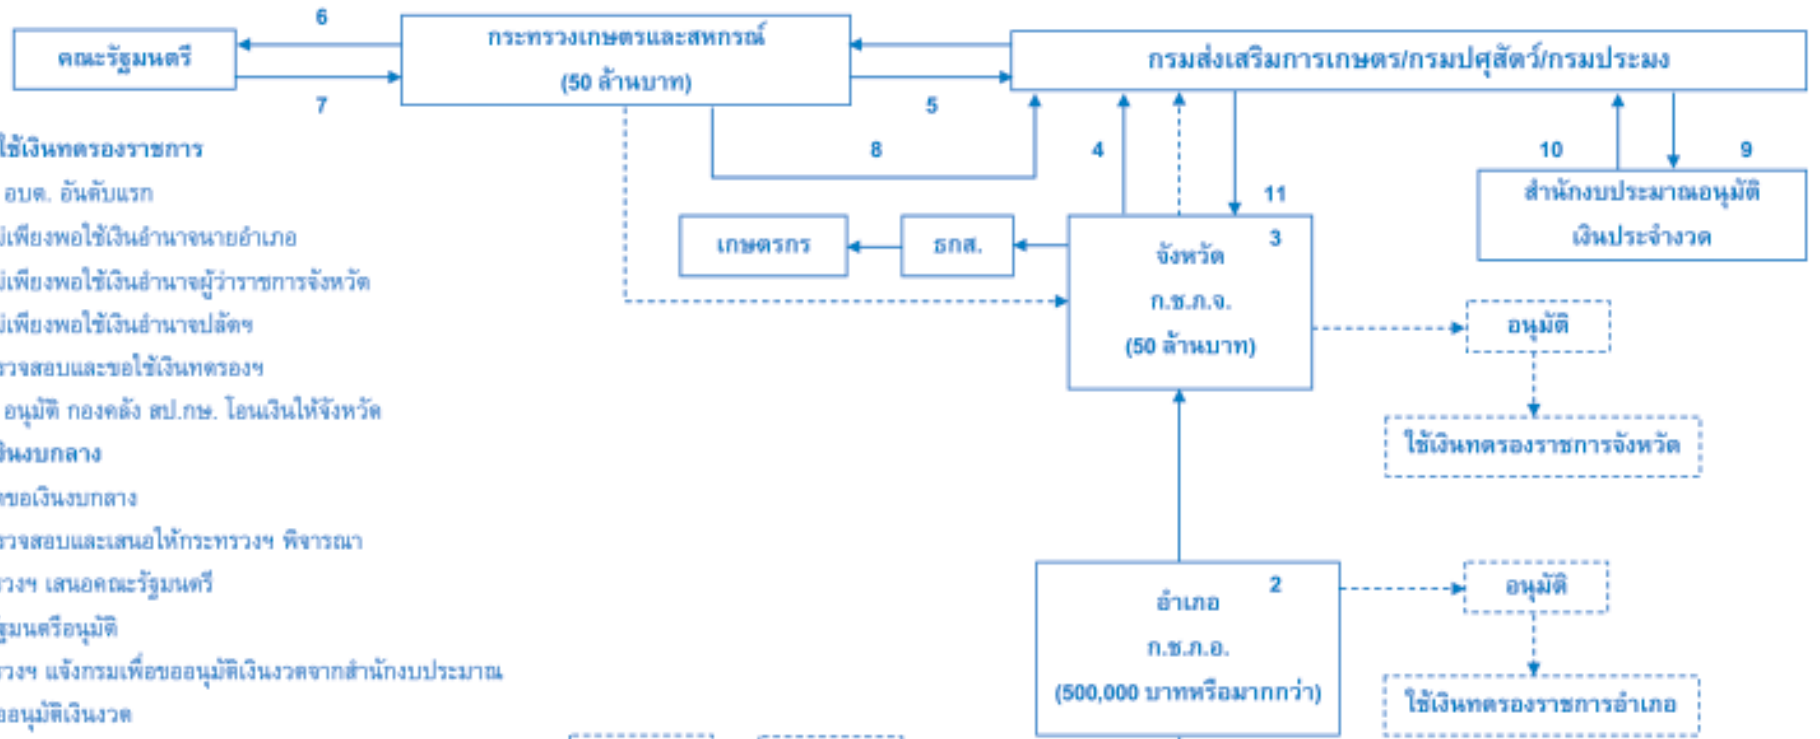 6
คณะรัฐมนตรี
กระทรวงเกษตรและสหกรณ์
(50 ล้านบาท)
กรมส่งเสริมการเกษตร/กรมปศุสัตว์/กรมประมง
7
5
8
4
10
9
11
สำนักงบประมาณอนุมัติ
เงินประจำงวด
เกษตรกร
ธกส.
3
จังหวัด
ก.ช.ภ.จ.
(50 ล้านบาท)
อนุมัติ
ใช้เงินทดรองราชการจังหวัด
2
อำเภอ
ก.ช.ภ.อ.
(500,000 บาทหรือมากกว่า)
อนุมัติ
ใช้เงินทดรองราชการอำเภอ
ใช้เงินทดรองราชการ
อบต. อันดับแรก
เพียงพอใช้เงินอำนาจนายอำเภอ
เพียงพอใช้เงินอำนาจผู้ว่าราชการจังหวัด
เพียงพอใช้เงินอำนาจปลัดฯ
รวจสอบและขอใช้เงินทดรองฯ
อนุมัติ กองคลัง สป.กษ. โอนเงินให้จังหวัด
งินงบกลาง
ขอเงินงบกลาง
รวจสอบและเสนอให้กระทรวงฯ พิจารณา
รวงฯ เสนอคณะรัฐมนตรี
ฐมนตรีอนุมัติ
รวงฯ แจ้งกรมเพื่อขออนุมัติเงินงวดจากสำนักงบประมาณ
ออนุมัติเงินงวด